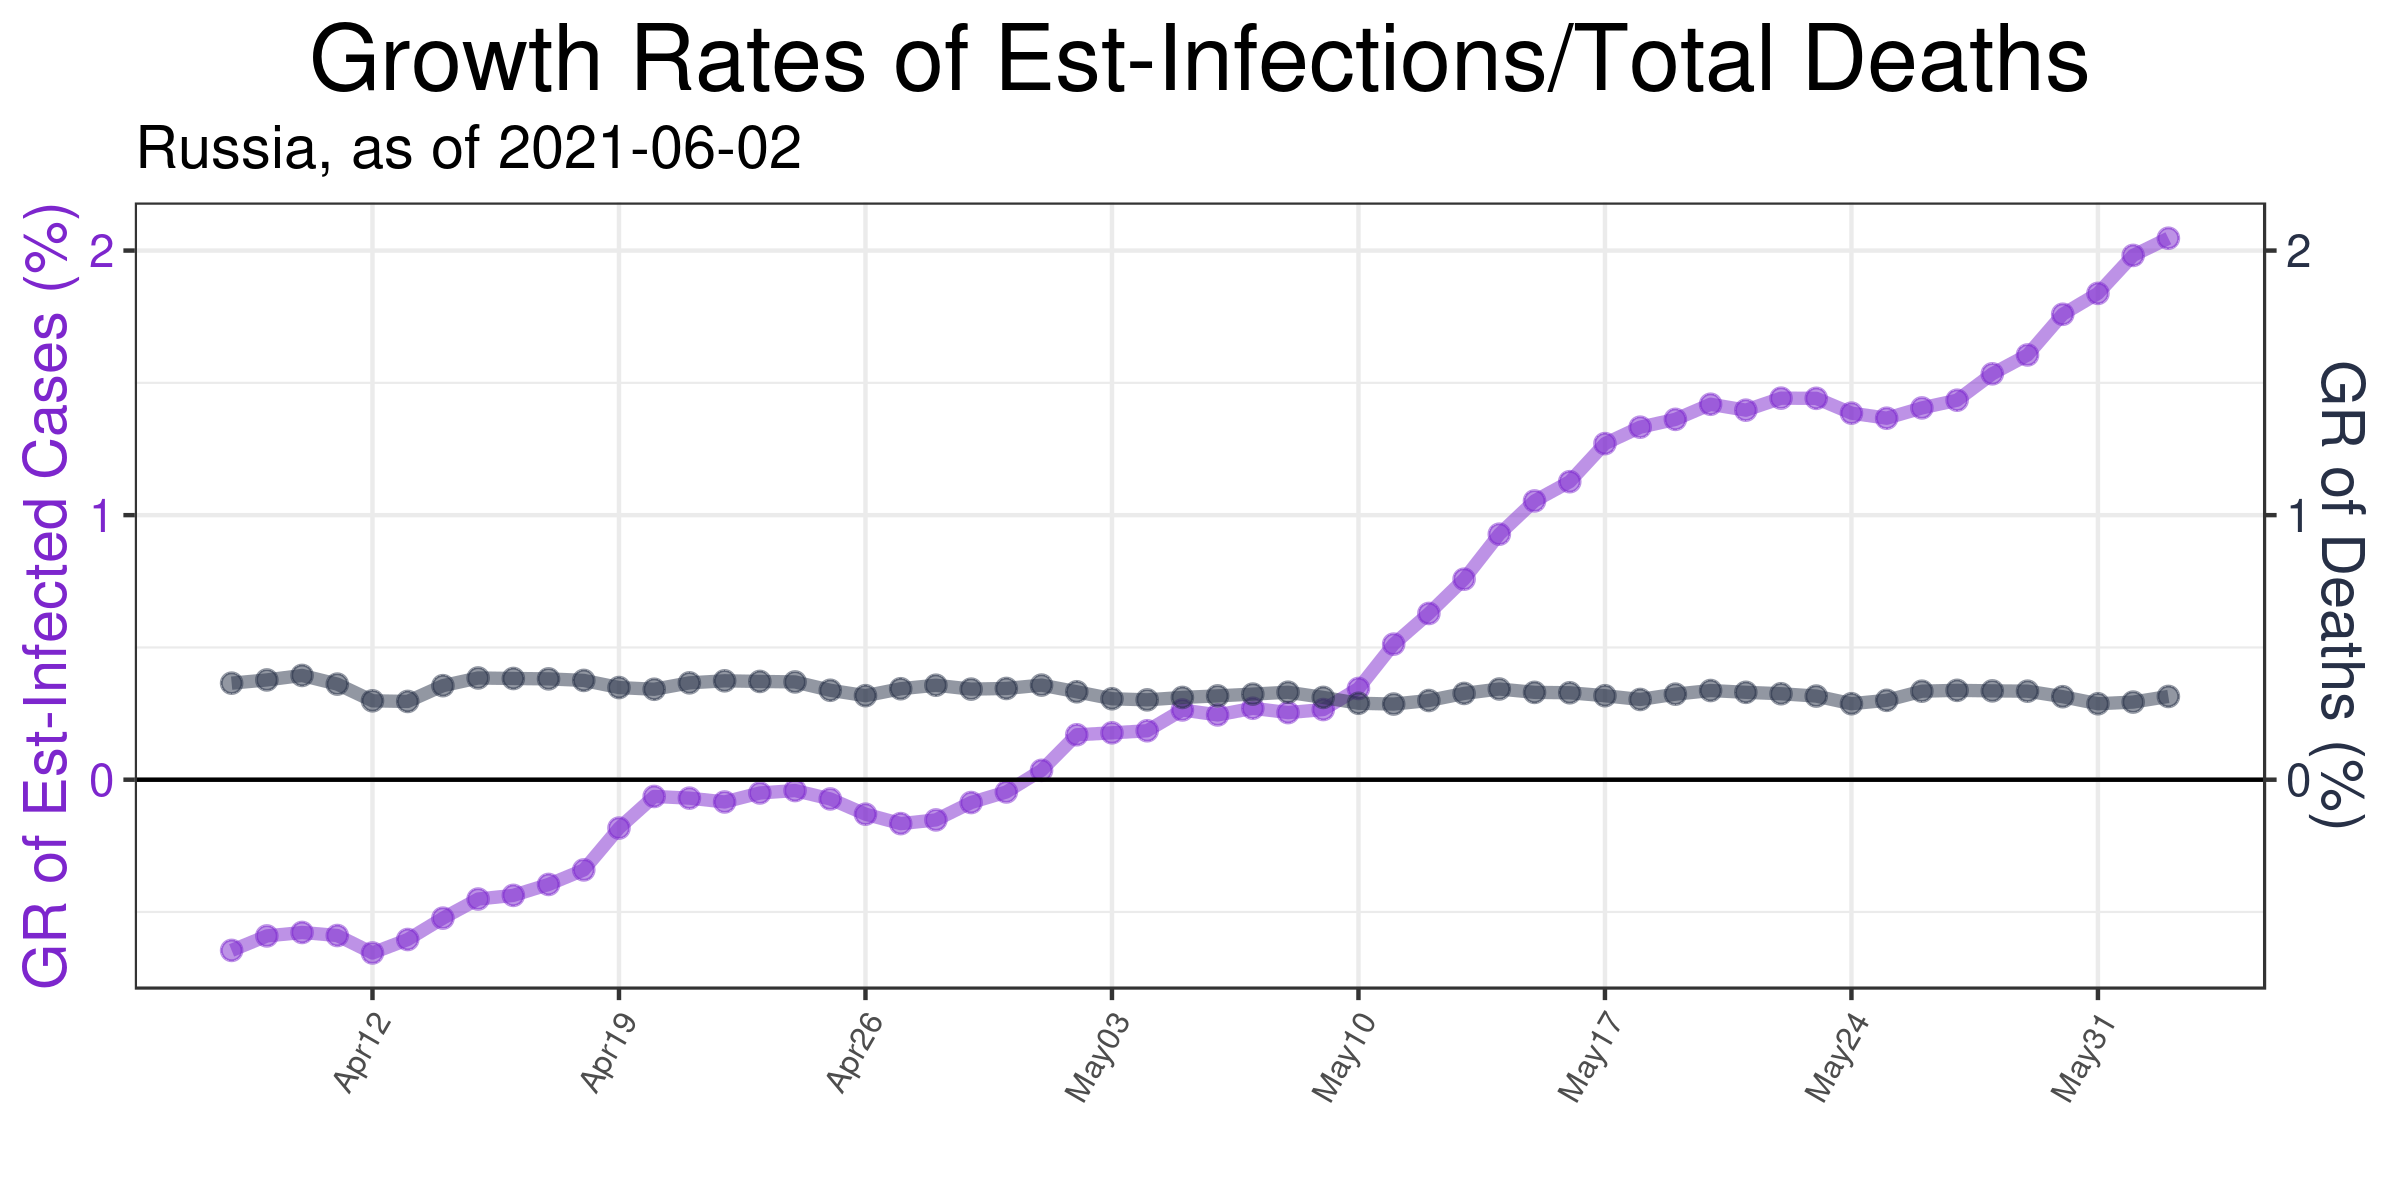 Growth Rates of Est-Infections/Total Deaths
Russia, as of 2021-06-02
GR of Est-Infected Cases (%)
2
1
0
2
1
0
GR of Deaths (%)
Apr12
Apr19
Apr26
May03
May10
May17
May24
May31